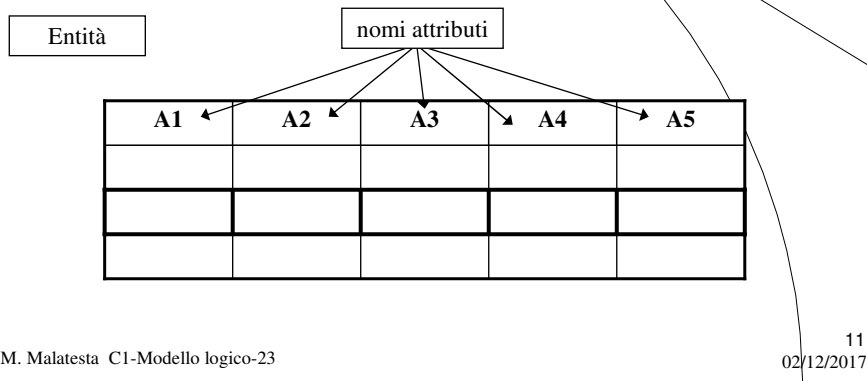 Entità
nomi attributi
A1 A2 A3 A4 A5
M. Malatesta C1-Modello logico-23
11
02/12/2017